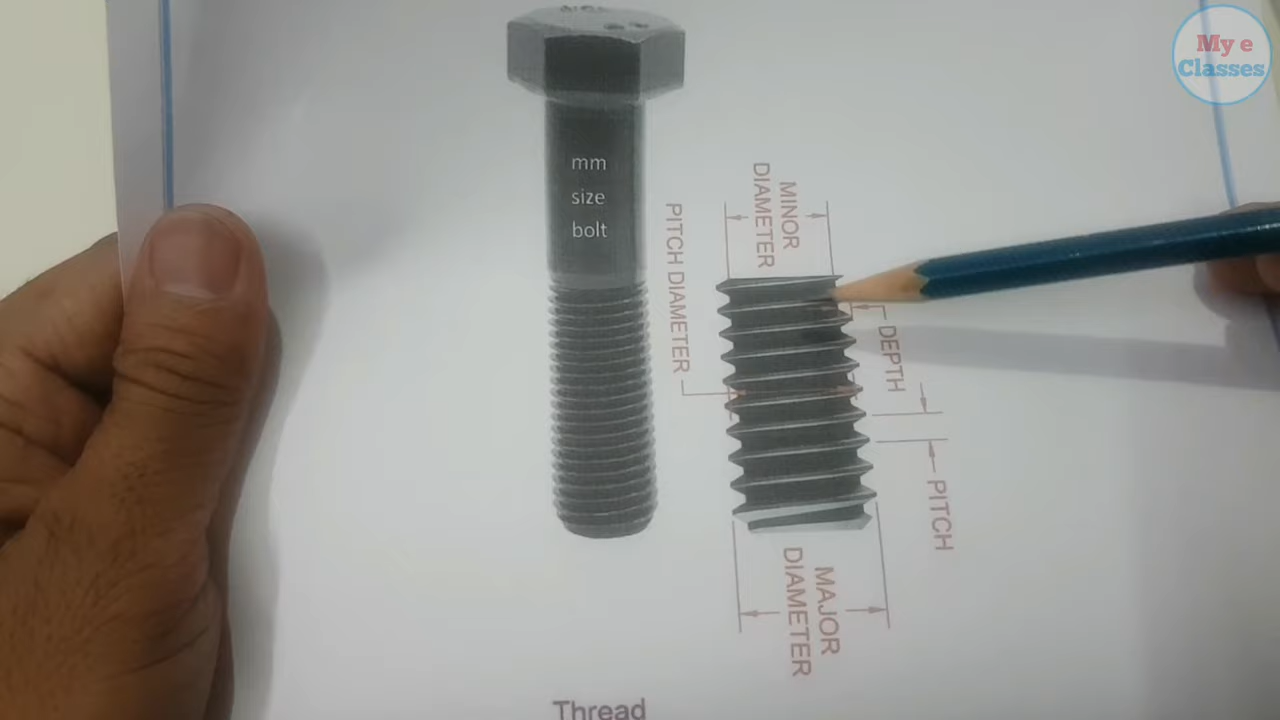 My e
Classes
mm
size
bolt
MINOR
DIAMETER
PITCH DIAMETER
DEPTH
PITCH
MAJOR
DIAMETER
Thread